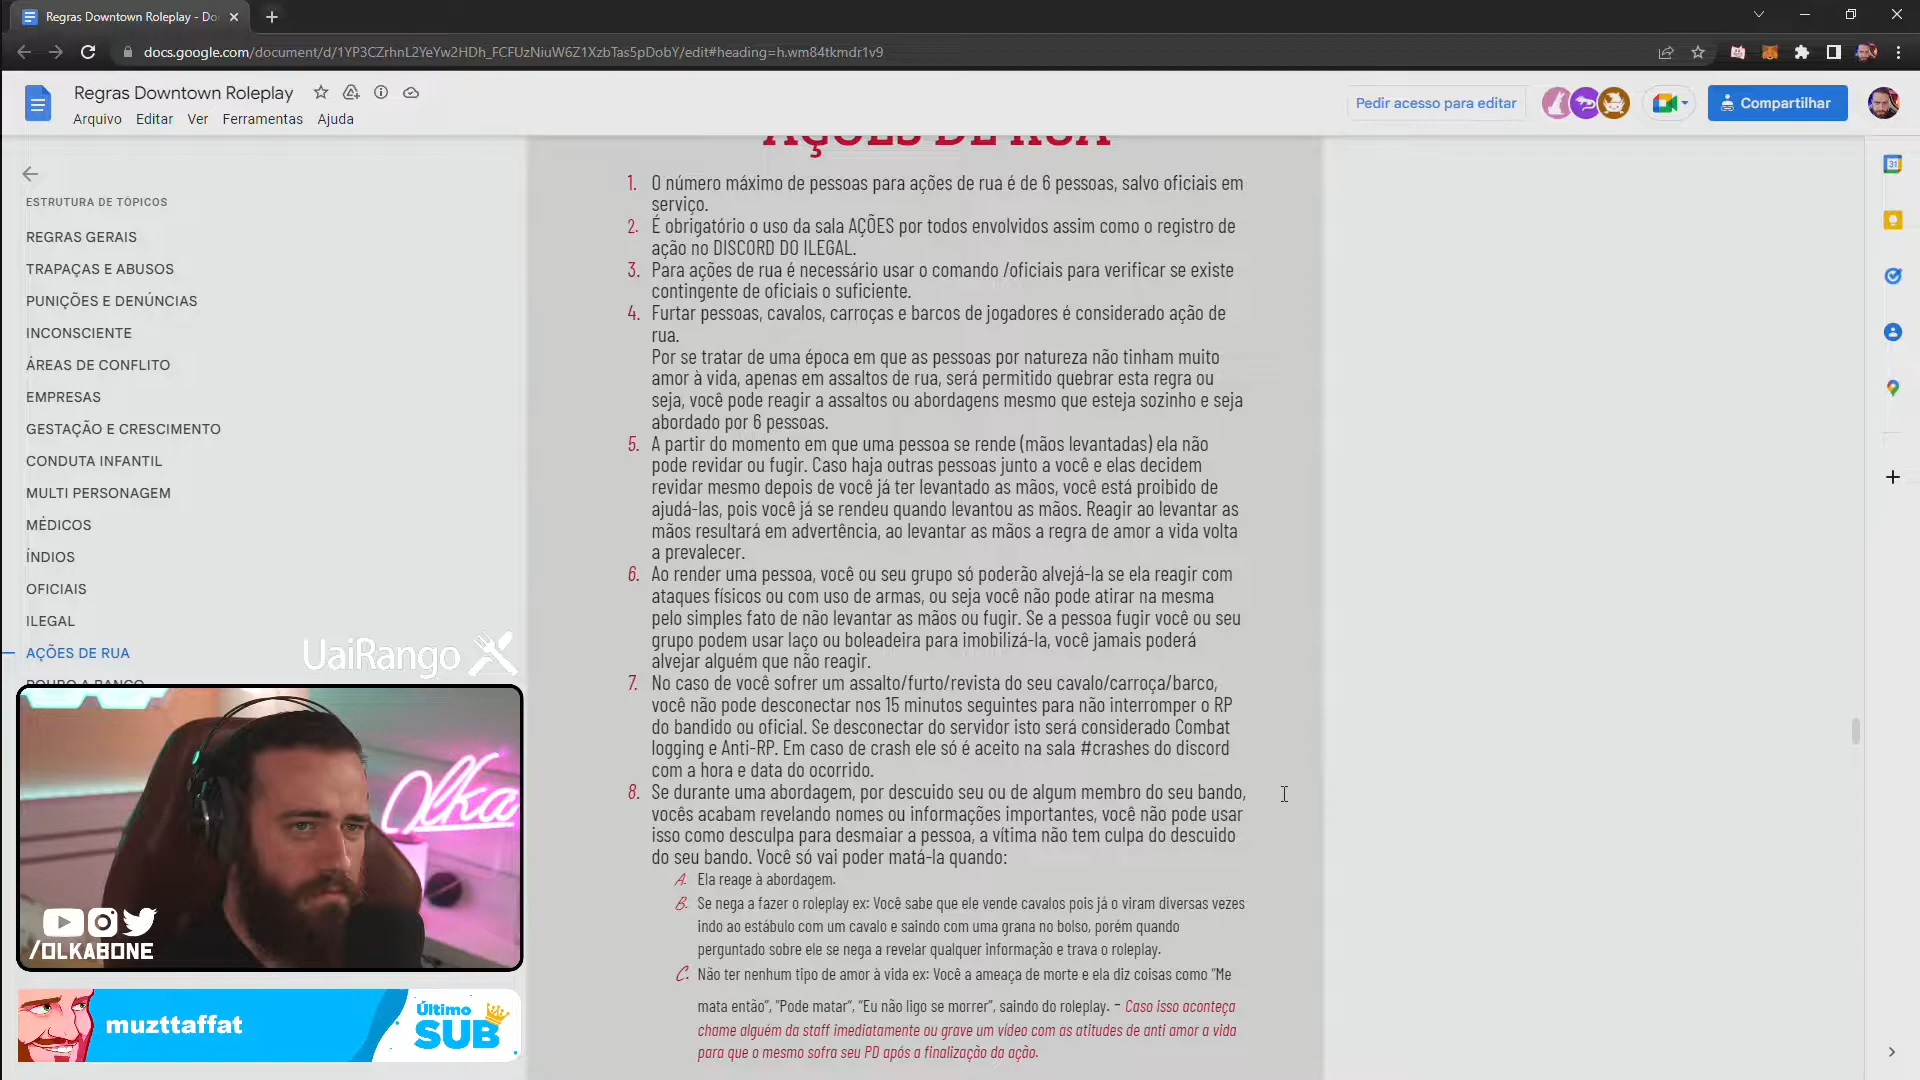 Regras Downtown Roleplay - Do
docs.google.com/document/d/1YP3CZrhnL2YeYw2HDh_FCFUzNiuW6Z1XzbTas5pDobY/edit#heading=h.wm84tkmdr1v9
Regras Downtown Roleplay
Arquivo Editar Ver Ferramentas Ajuda
Pedir acesso para editar
Compartilhar
31
ESTRUTURA DE TÓPICOS
REGRAS GERAIS
TRAPAÇAS E ABUSOS
PUNIÇÕES E DENÚNCIAS
INCONSCIENTE
ÁREAS DE CONFLITO
EMPRESAS
GESTAÇÃO E CRESCIMENTO
CONDUTA INFANTIL
MULTI PERSONAGEM
MÉDICOS
ÍNDIOS
OFICIAIS
ILEGAL
AÇÕES DE RUA
ROUBO A BANCO
AÇÕES DE RUA
1. O número máximo de pessoas para ações de rua é de 6 pessoas, salvo oficiais em
serviço.
2. É obrigatório o uso da sala AÇÕES por todos envolvidos assim como o registro de
ação no DISCORD DO ILEGAL.
3. Para ações de rua é necessário usar o comando /oficiais para verificar se existe
contingente de oficiais o suficiente.
4. Furtar pessoas, cavalos, carroças e barcos de jogadores é considerado ação de
rua.
Por se tratar de uma época em que as pessoas por natureza não tinham muito
amor à vida, apenas em assaltos de rua, será permitido quebrar esta regra ou
seja, você pode reagir a assaltos ou abordagens mesmo que esteja sozinho e seja
abordado por 6 pessoas.
5. A partir do momento em que uma pessoa se rende (mãos levantadas) ela não
pode revidar ou fugir. Caso haja outras pessoas junto a você e elas decidem
revidar mesmo depois de você já ter levantado as mãos, você está proibido de
ajudá-las, pois você já se rendeu quando levantou as mãos. Reagir ao levantar as
mãos resultará em advertência, ao levantar as mãos a regra de amor a vida volta
a prevalecer.
6. Ao render uma pessoa, você ou seu grupo só poderão alvejá-la se ela reagir com
ataques físicos ou com uso de armas, ou seja você não pode atirar na mesma
pelo simples fato de não levantar as mãos ou fugir. Se a pessoa fugir você ou seu
grupo podem usar laço ou boleadeira para imobilizá-la, você jamais poderá
alvejar alguém que não reagir.
7. No caso de você sofrer um assalto/furto/revista do seu cavalo/carroça/barco,
você não pode desconectar nos 15 minutos seguintes para não interromper o RP
do bandido ou oficial. Se desconectar do servidor isto será considerado Combat
logging e Anti-RP. Em caso de crash ele só é aceito na sala #crashes do discord
com a hora e data do ocorrido.
8. Se durante uma abordagem, por descuido seu ou de algum membro do seu bando,
vocês acabam revelando nomes ou informações importantes, você não pode usar
isso como desculpa para desmaiar a pessoa, a vítima não tem culpa do descuido
do seu bando. Você só vai poder matá-la quando:
A. Ela reage à abordagem.
B. Se nega a fazer o roleplay ex: Você sabe que ele vende cavalos pois já o viram diversas vezes
indo ao estábulo com um cavalo e saindo com uma grana no bolso, porém quando
perguntado sobre ele se nega a revelar qualquer informação e trava o roleplay.
C. Não ter nenhum tipo de amor à vida ex: Você a ameaça de morte e ela diz coisas como "Me
mata então", "Pode matar", "Eu não ligo se morrer", saindo do roleplay. - Caso isso aconteça
chame alguém da staff imediatamente ou grave um vídeo com as atitudes de anti amor a vida
para que o mesmo sofra seu PD após a finalização da ação.
UaiRango
Olka
/OLKABONE
muzttaffat
Último
SUB